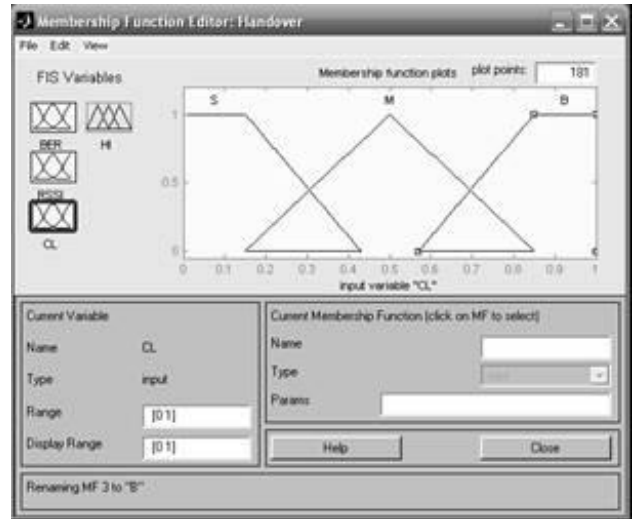 Membership Function Editor: Handover
File Edit View
FIS Variables
Membership function plots plot points: 181
BER HI
RSSI
CL
S M B
1
0.5
0
0 0.1 0.2 0.3 0.4 0.5 0.6 0.7 0.8 0.9 1
input variable "CL"
Current Variable
Name CL
Type input
Range [0 1]
Display Range [0 1]
Current Membership Function (click on MF to select)
Name
Type
Params
Help Close
Renaming MF 3 to "B"